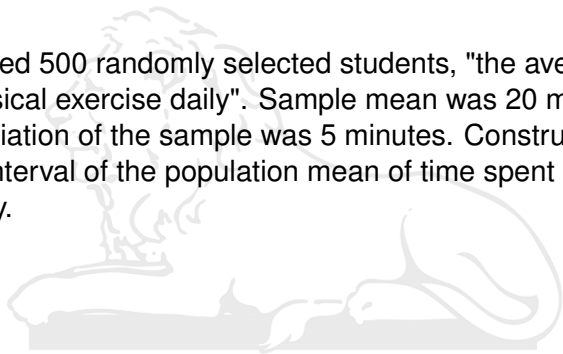 ed 500 randomly selected students, "the ave
sical exercise daily". Sample mean was 20 m
iation of the sample was 5 minutes. Constru
nterval of the population mean of time spent
y.